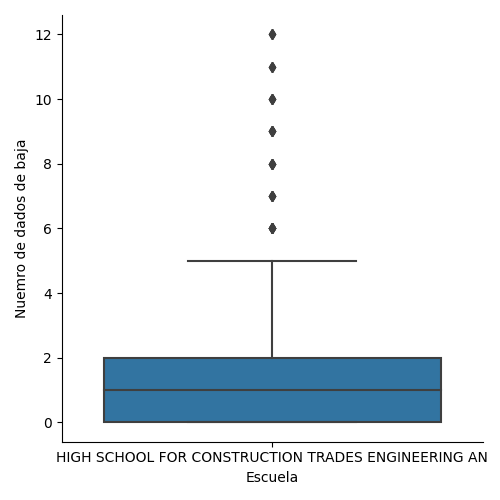 12
10
8
6
4
2
0
Nuemro de dados de baja
HIGH SCHOOL FOR CONSTRUCTION TRADES ENGINEERING AN
Escuela